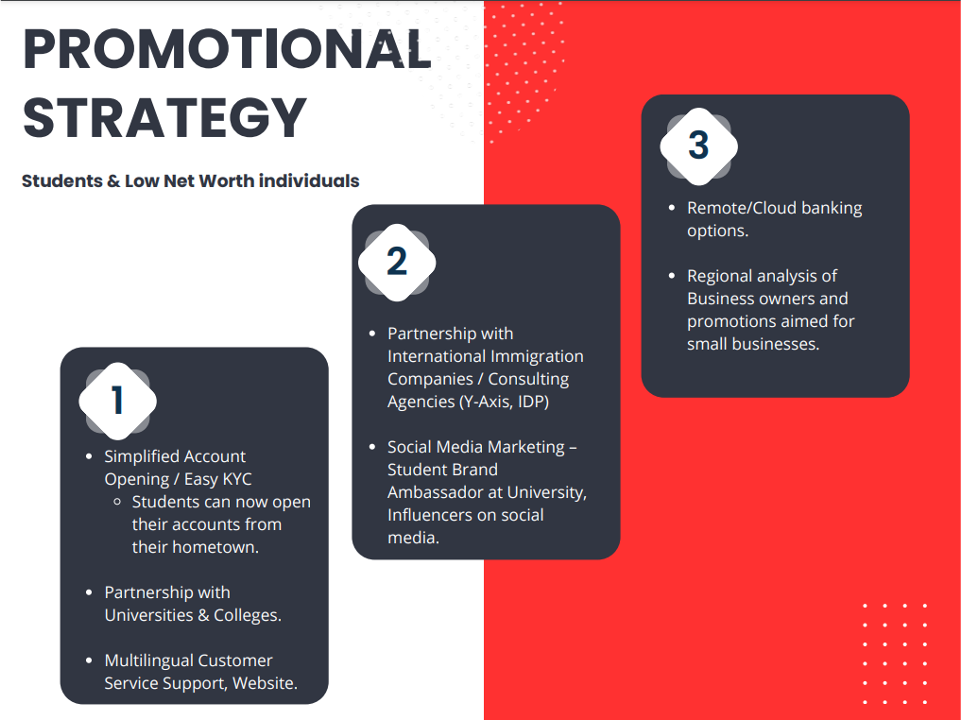 PROMOTIONAL
STRATEGY
Students & Low Net Worth individuals
1
• Simplified Account
Opening / Easy KYC
○ Students can now open
their accounts from
their hometown.
• Partnership with
Universities & Colleges.
• Multilingual Customer
Service Support, Website.
2
• Partnership with
International Immigration
Companies / Consulting
Agencies (Y-Axis, IDP)
• Social Media Marketing –
Student Brand
Ambassador at University,
Influencers on social
media.
3
• Remote/Cloud banking
options.
• Regional analysis of
Business owners and
promotions aimed for
small businesses.